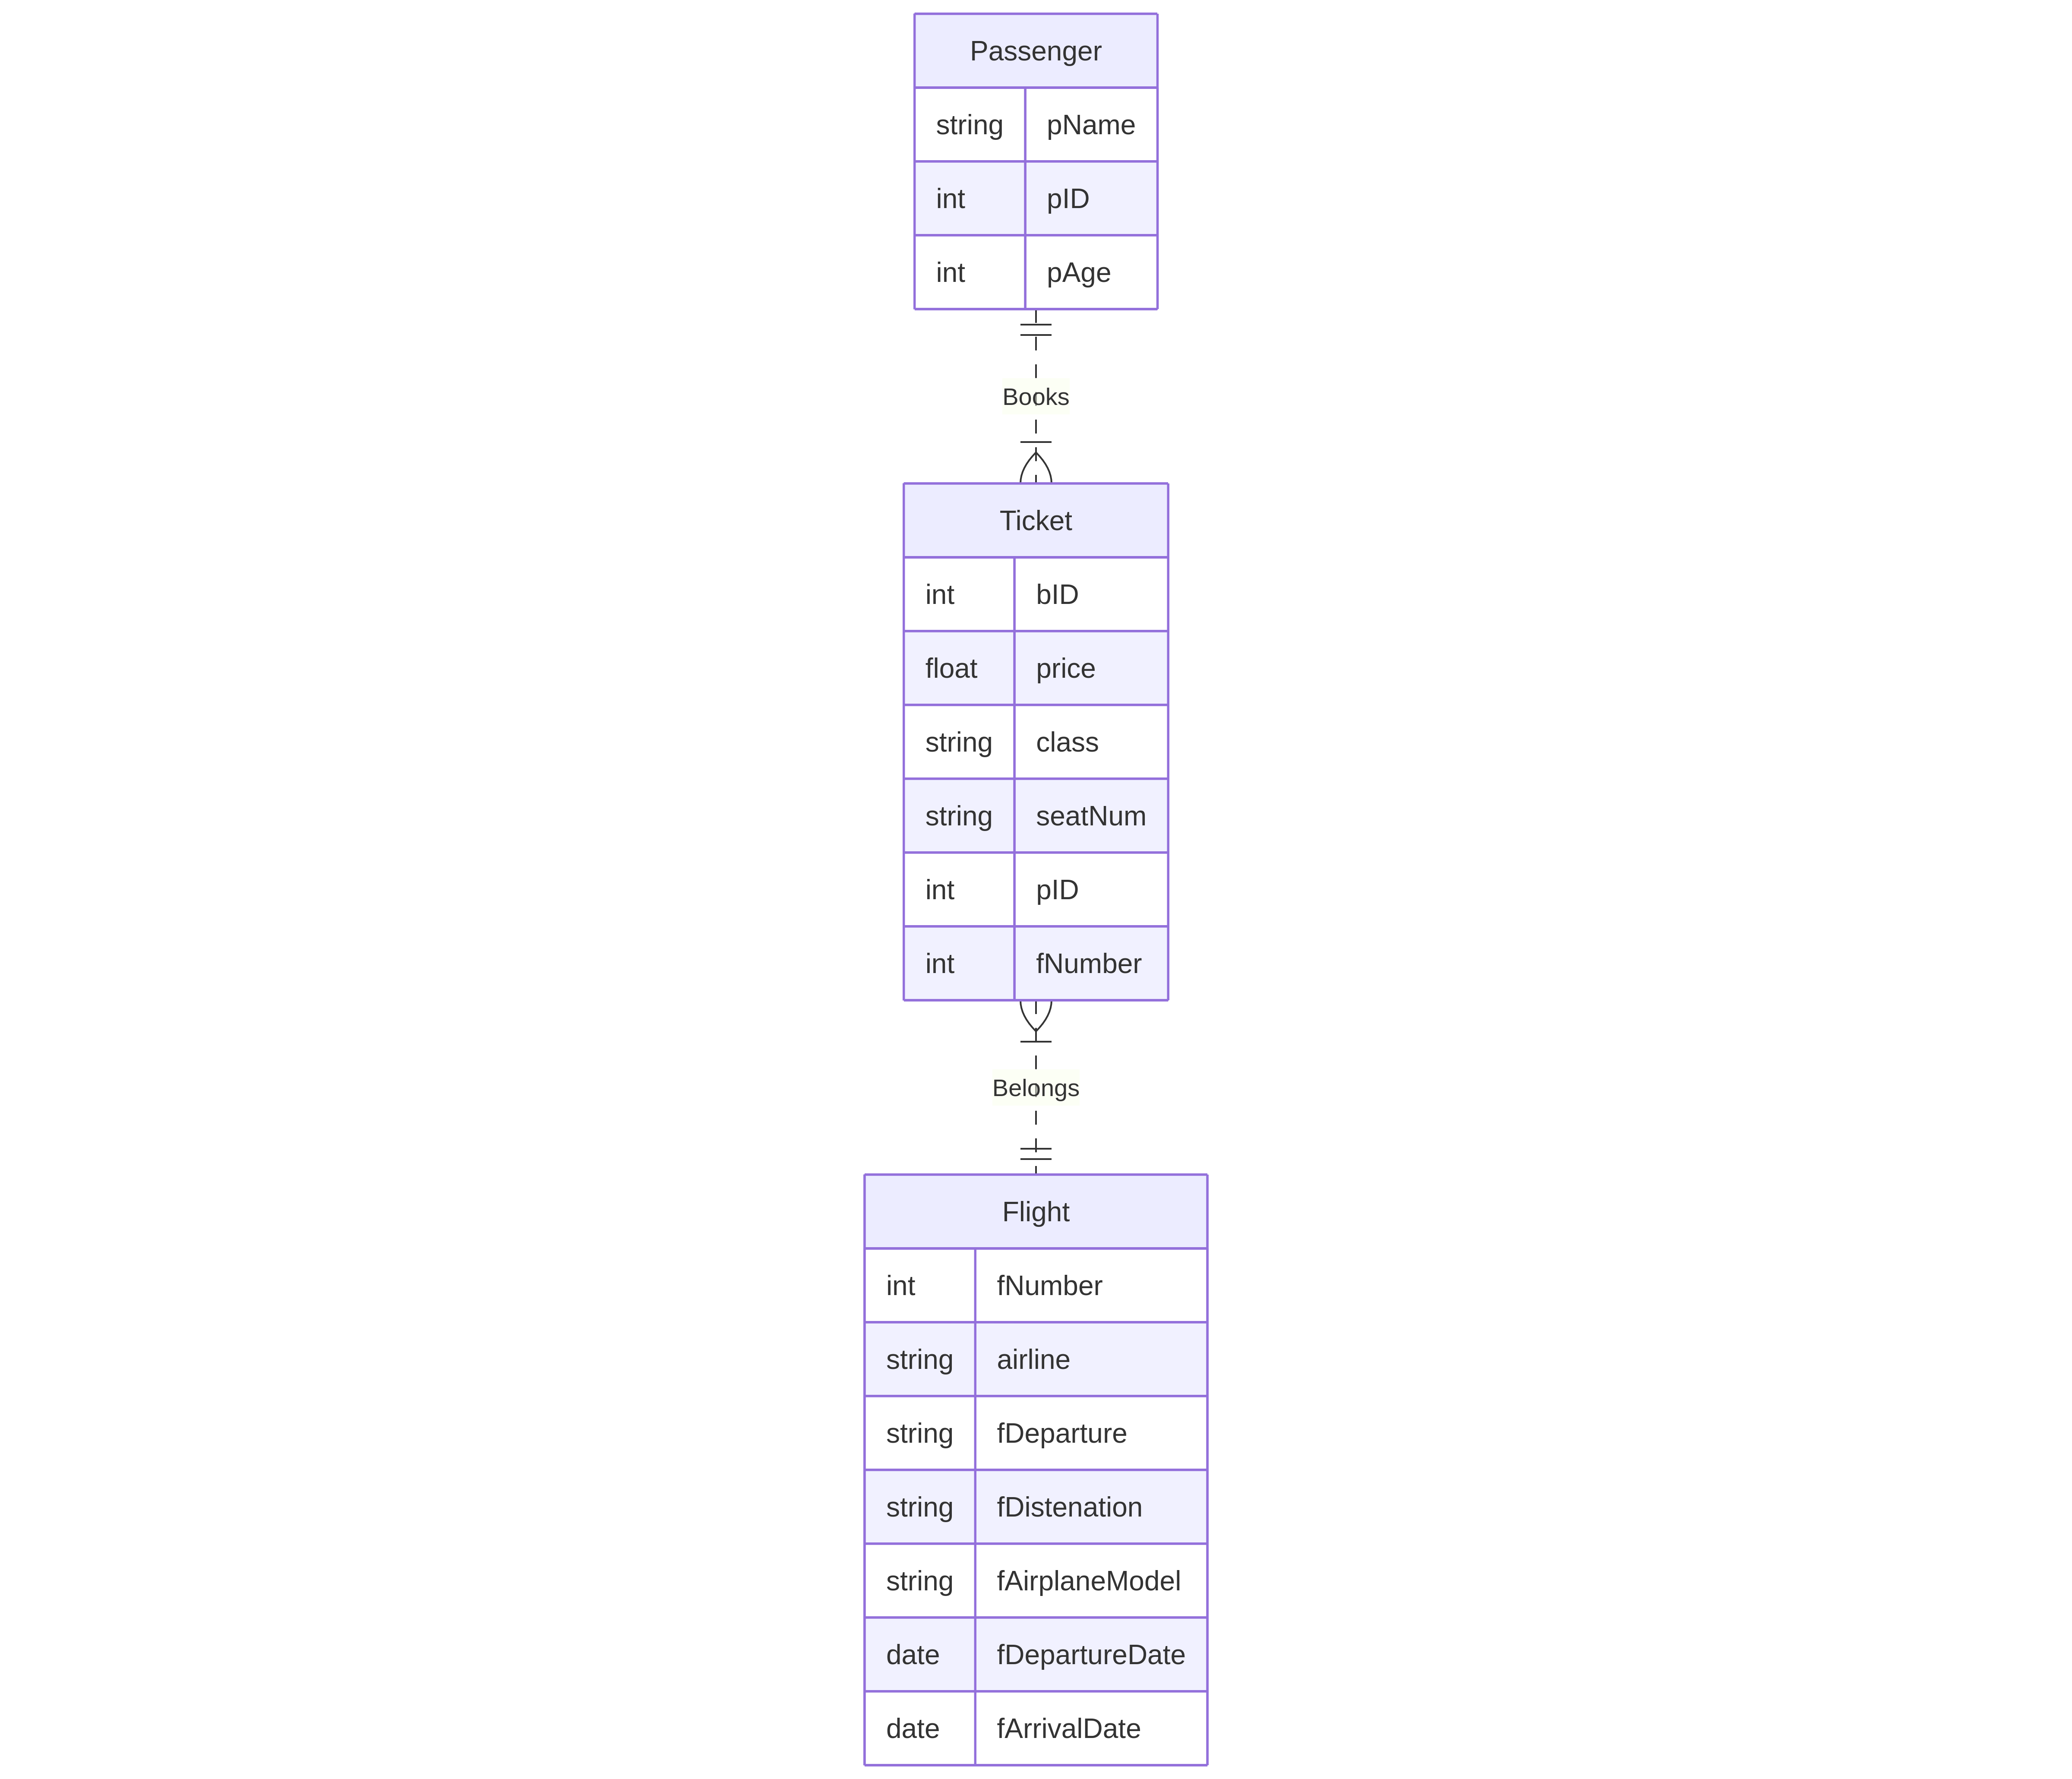 Passenger
string pName
int pID
int pAge
Books
Ticket
int bID
float price
string class
string seatNum
int pID
int fNumber
Belongs
Flight
int fNumber
string airline
string fDeparture
string fDistenation
string fAirplaneModel
date fDepartureDate
date fArrivalDate